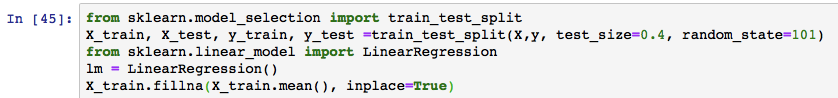 In [45]: from sklearn.model_selection import train_test_split
X_train, X_test, y_train, y_test =train_test_split(X,y, test_size=0.4, random_state=101)
from sklearn.linear_model import LinearRegression
lm = LinearRegression()
X_train.fillna(X_train.mean(), inplace=True)